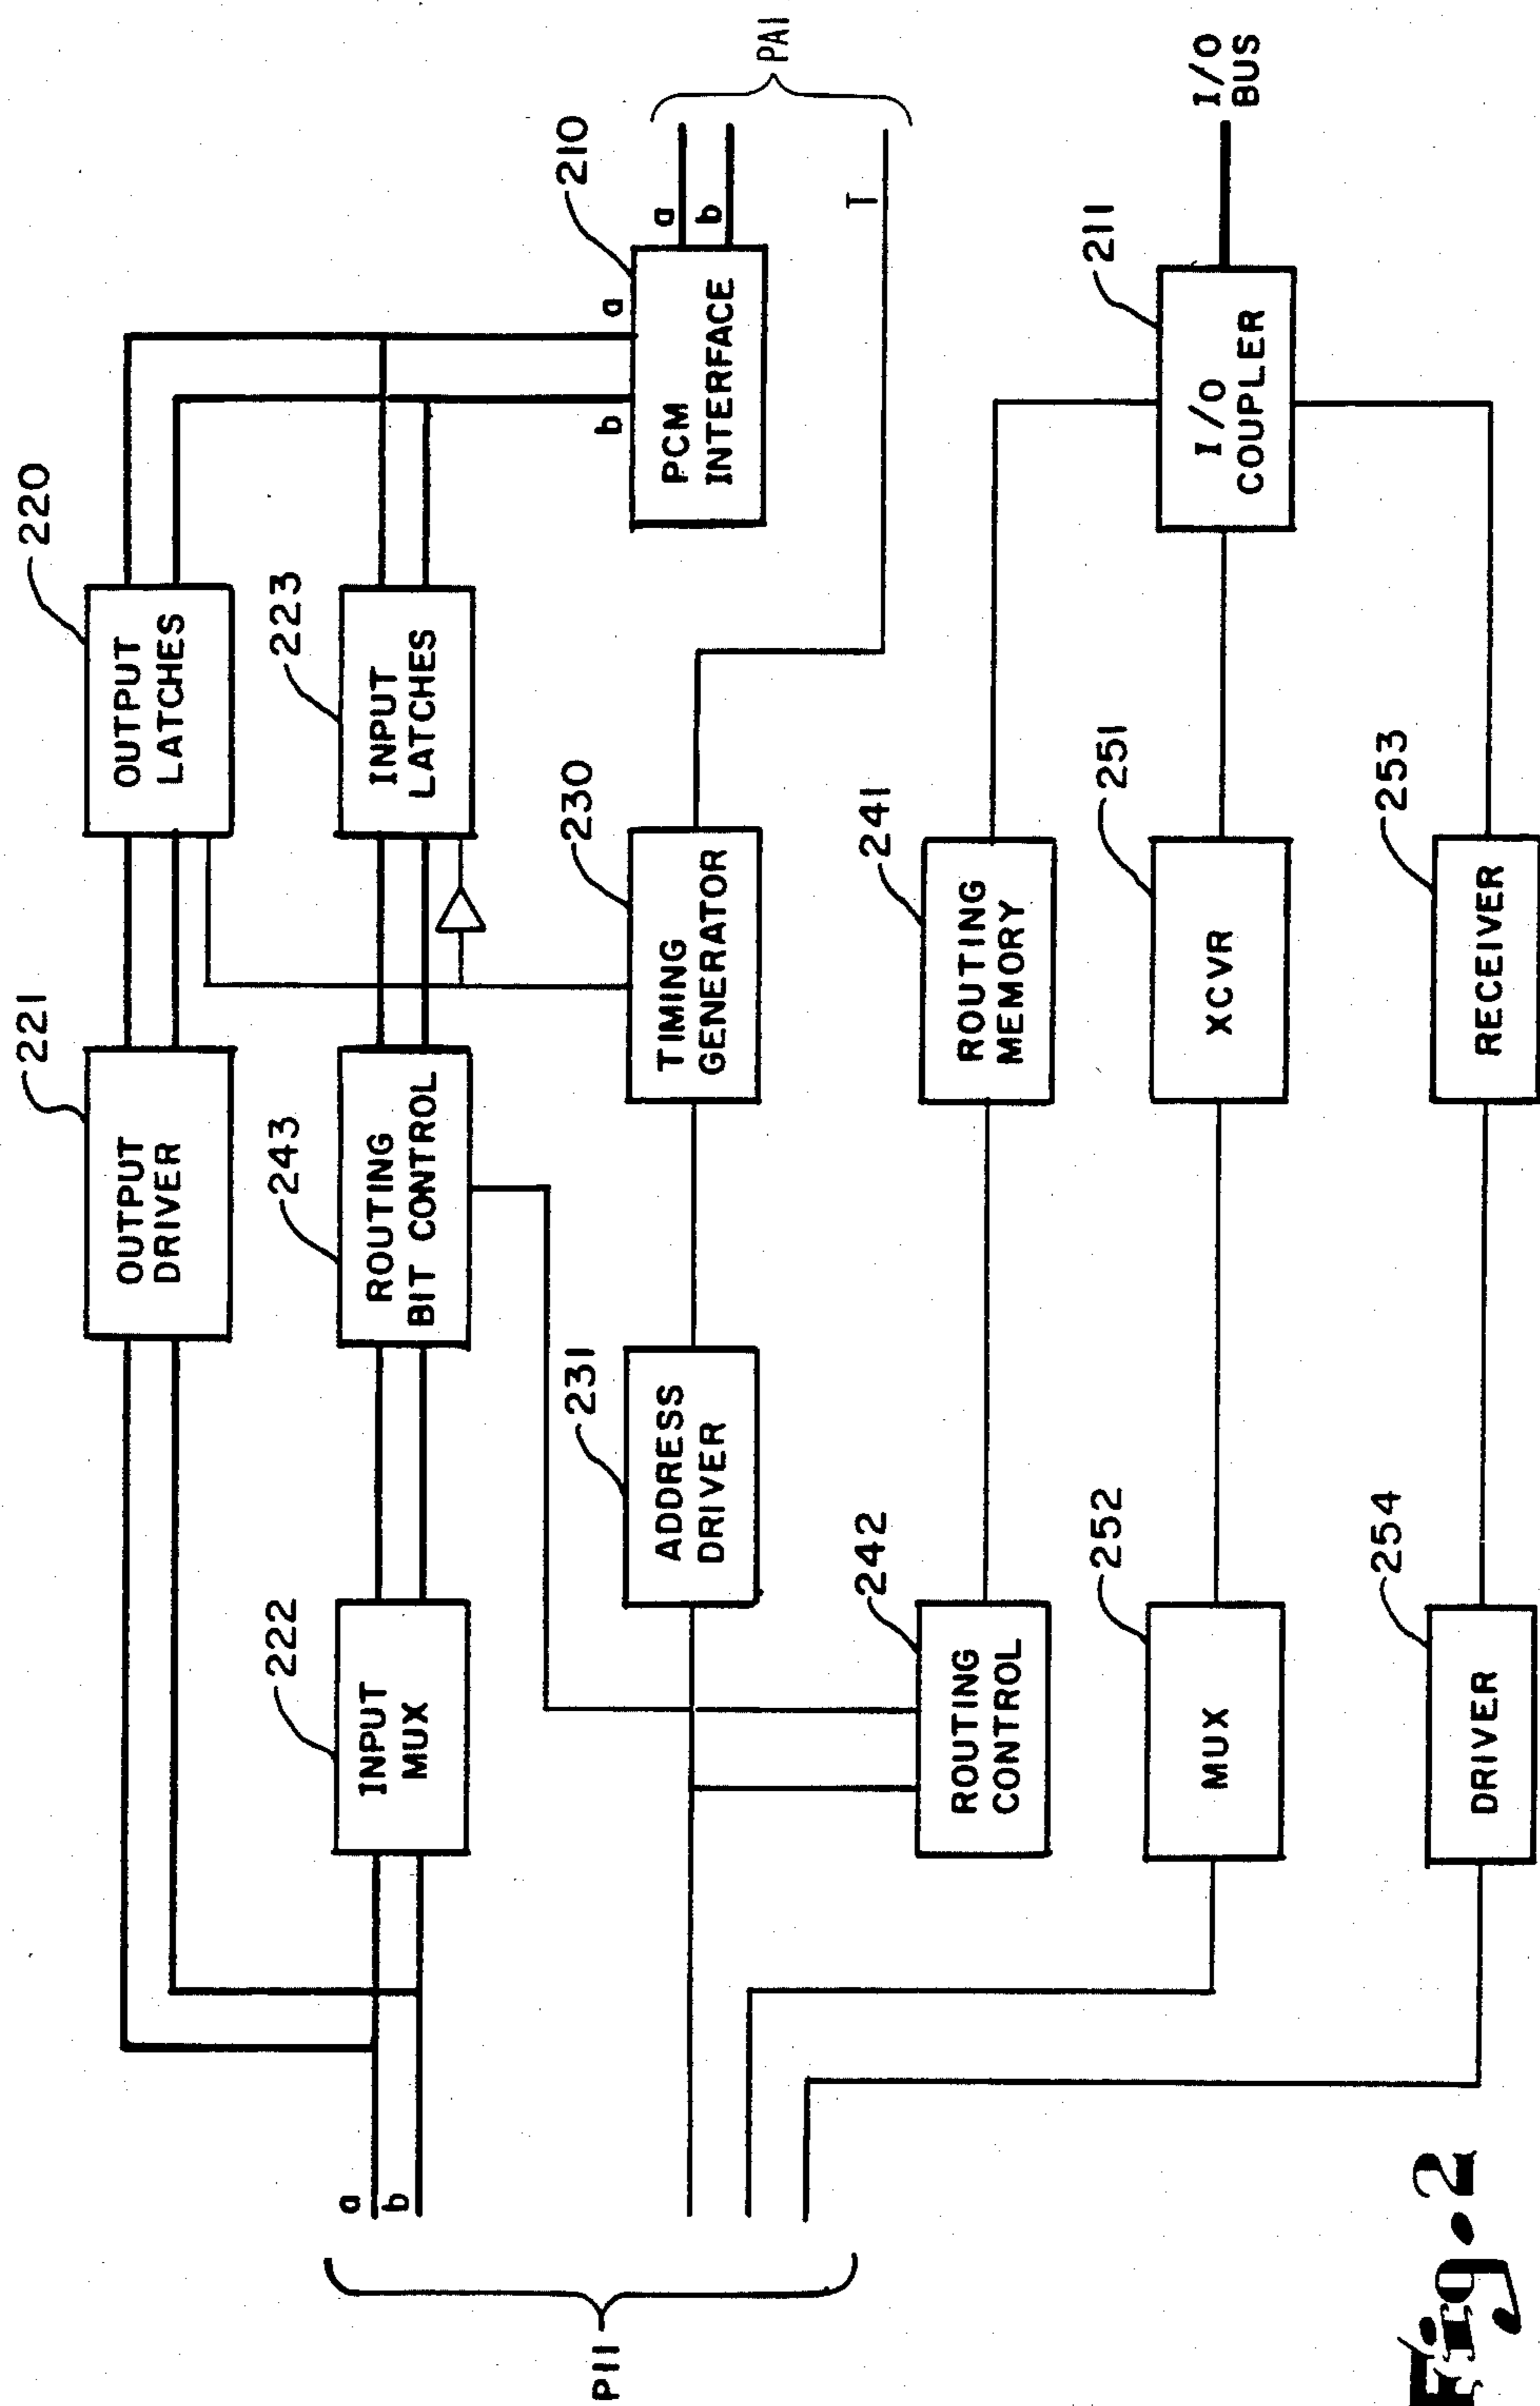 220
OUTPUT
LATCHES
221
OUTPUT
DRIVER
223
INPUT
LATCHES
243
ROUTING
BIT CONTROL
222
INPUT
MUX
a
b
a
b
210
PCM
INTERFACE
a
b
PA1
T
230
TIMING
GENERATOR
231
ADDRESS
DRIVER
P11
241
ROUTING
MEMORY
242
ROUTING
CONTROL
211
I/O
COUPLER
I/O
BUS
251
XCVR
252
MUX
253
RECEIVER
254
DRIVER
Fig. 2